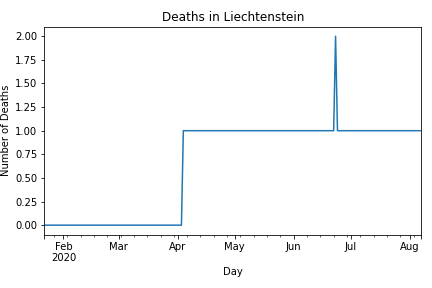 Deaths in Liechtenstein
Number of Deaths
2.00
1.75
1.50
1.25
1.00
0.75
0.50
0.25
0.00
Feb Mar Apr May Jun Jul Aug
2020
Day